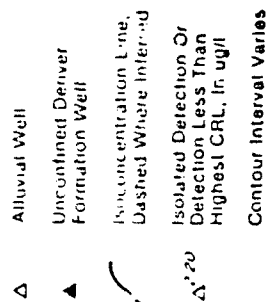 Alluvial Well
Unconfined Denver
Formation Well
Isoconcentration Line,
Dashed Where Inferred
20
Isolated Detection Or
Detection Less Than
Highest CRL, In ug/l
Contour Interval Varies